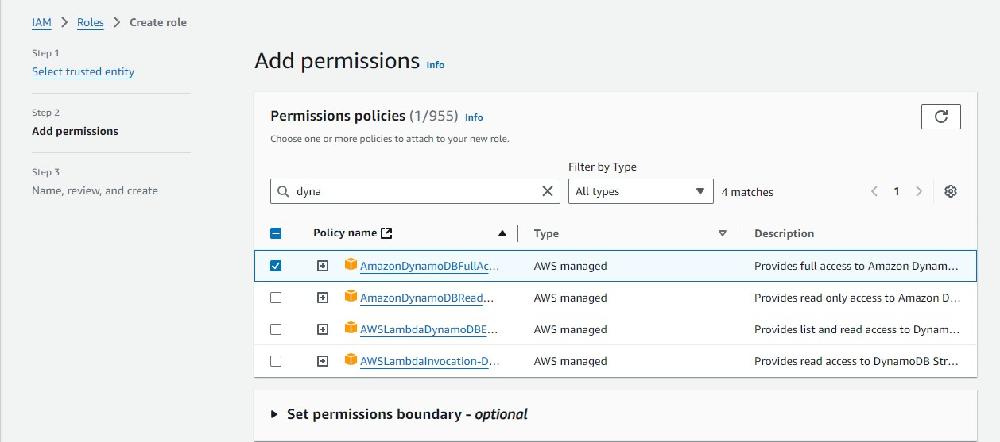 IAM > Roles > Create role
Step 1
Select trusted entity
Step 2
Add permissions
Step 3
Name, review, and create
Add permissions Info
Permissions policies (1/955) Info
Choose one or more policies to attach to your new role.
Filter by Type
dyna All types 4 matches 1
Policy name Type Description
AmazonDynamoDBFullAc... AWS managed Provides full access to Amazon Dynam...
AmazonDynamoDBRead... AWS managed Provides read only access to Amazon D...
AWSLambdaDynamoDBE... AWS managed Provides list and read access to Dynam...
AWSLambdaInvocation-D... AWS managed Provides read access to DynamoDB Str...
Set permissions boundary - optional